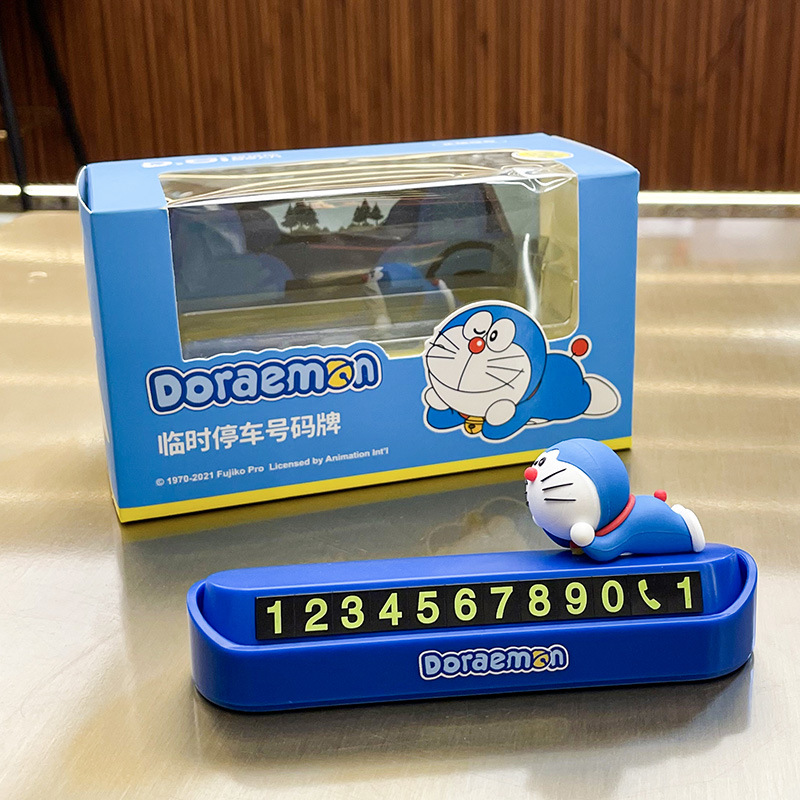 Doraemon
临时停车号码牌
© 1970-2021 Fujiko Pro Licensed by Animation Int'l
1234567890📞1
Doraemon